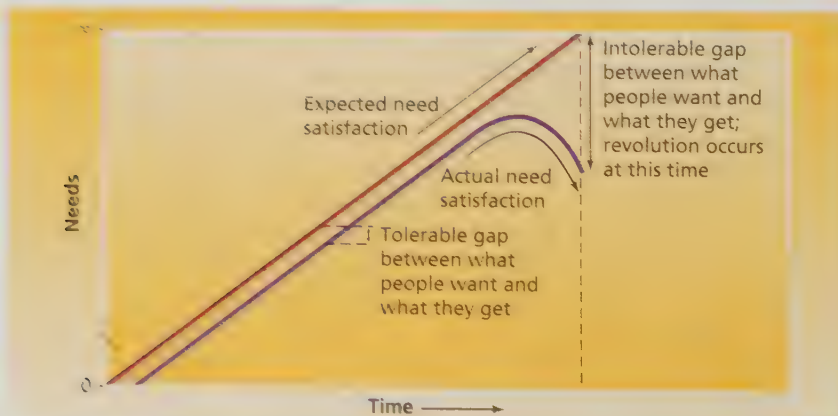 Expected need
satisfaction
Intolerable gap
between what
people want and
what they get;
revolution occurs
at this time
Actual need
satisfaction
Needs
Tolerable gap
between what
people want and
what they get
0
Time